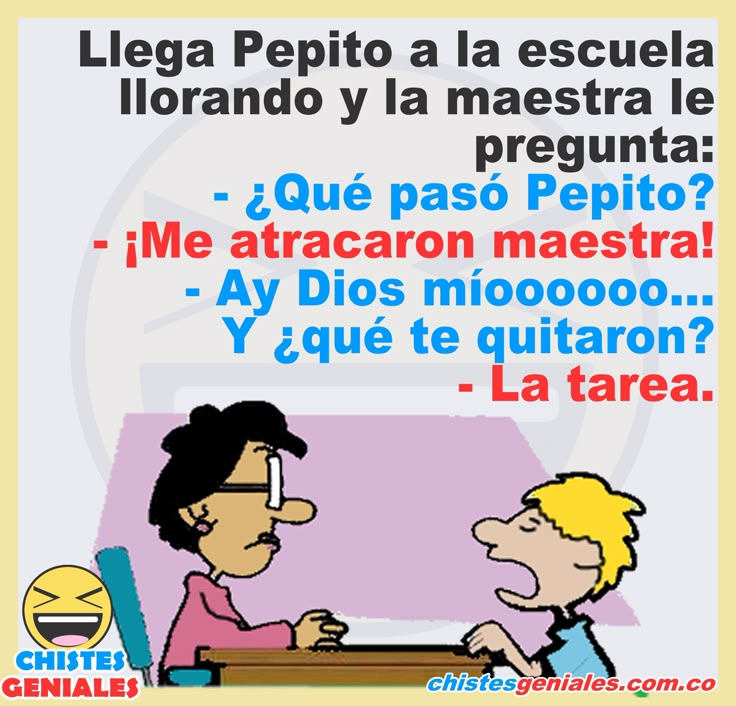 Llega Pepito a la escuela
llorando y la maestra le
pregunta:
- ¿Qué pasó Pepito?
- ¡Me atracaron maestra!
- Ay Dios míoooooo...
Y ¿qué te quitaron?
- La tarea.
CHISTES
GENIALES
chistesgeniales.com.co